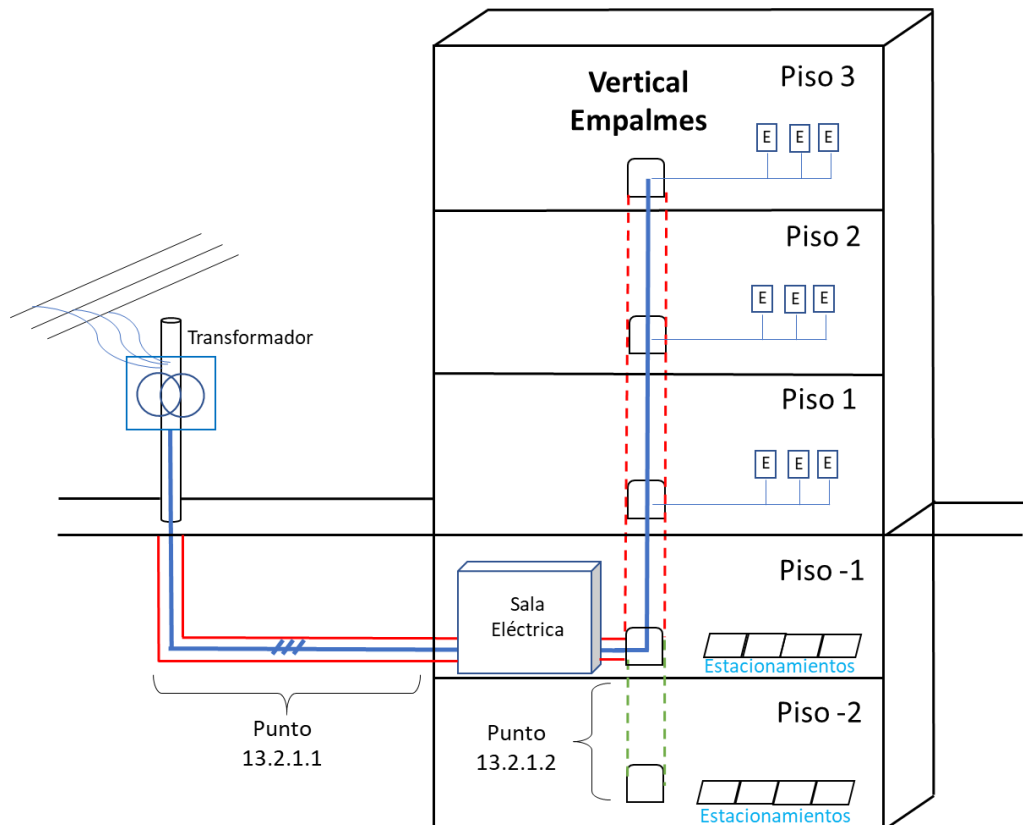 Vertical
Empalmes
Piso 3
E E E
Piso 2
E E E
Transformador
Piso 1
E E E
Piso -1
Sala
Eléctrica
Estacionamientos
Punto
13.2.1.1
Punto
13.2.1.2
Piso -2
Estacionamientos